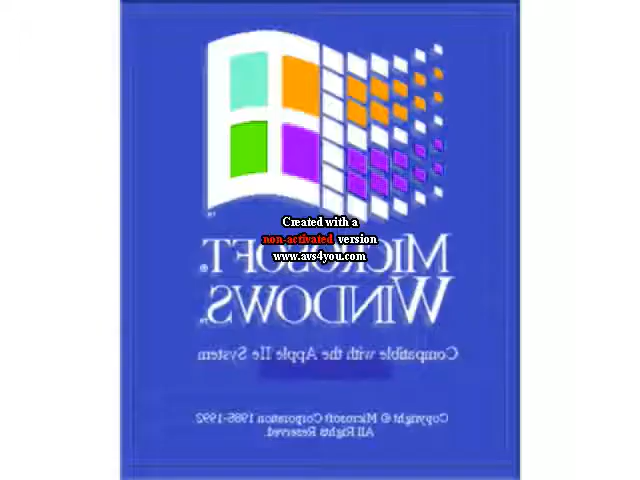 Created with a
non-activated version
www.avs4you.com
MICROSOFT®
WINDOWS™
Compatible with the Apple IIe System
Copyright © Microsoft Corporation 1985-1992.
All Rights Reserved.